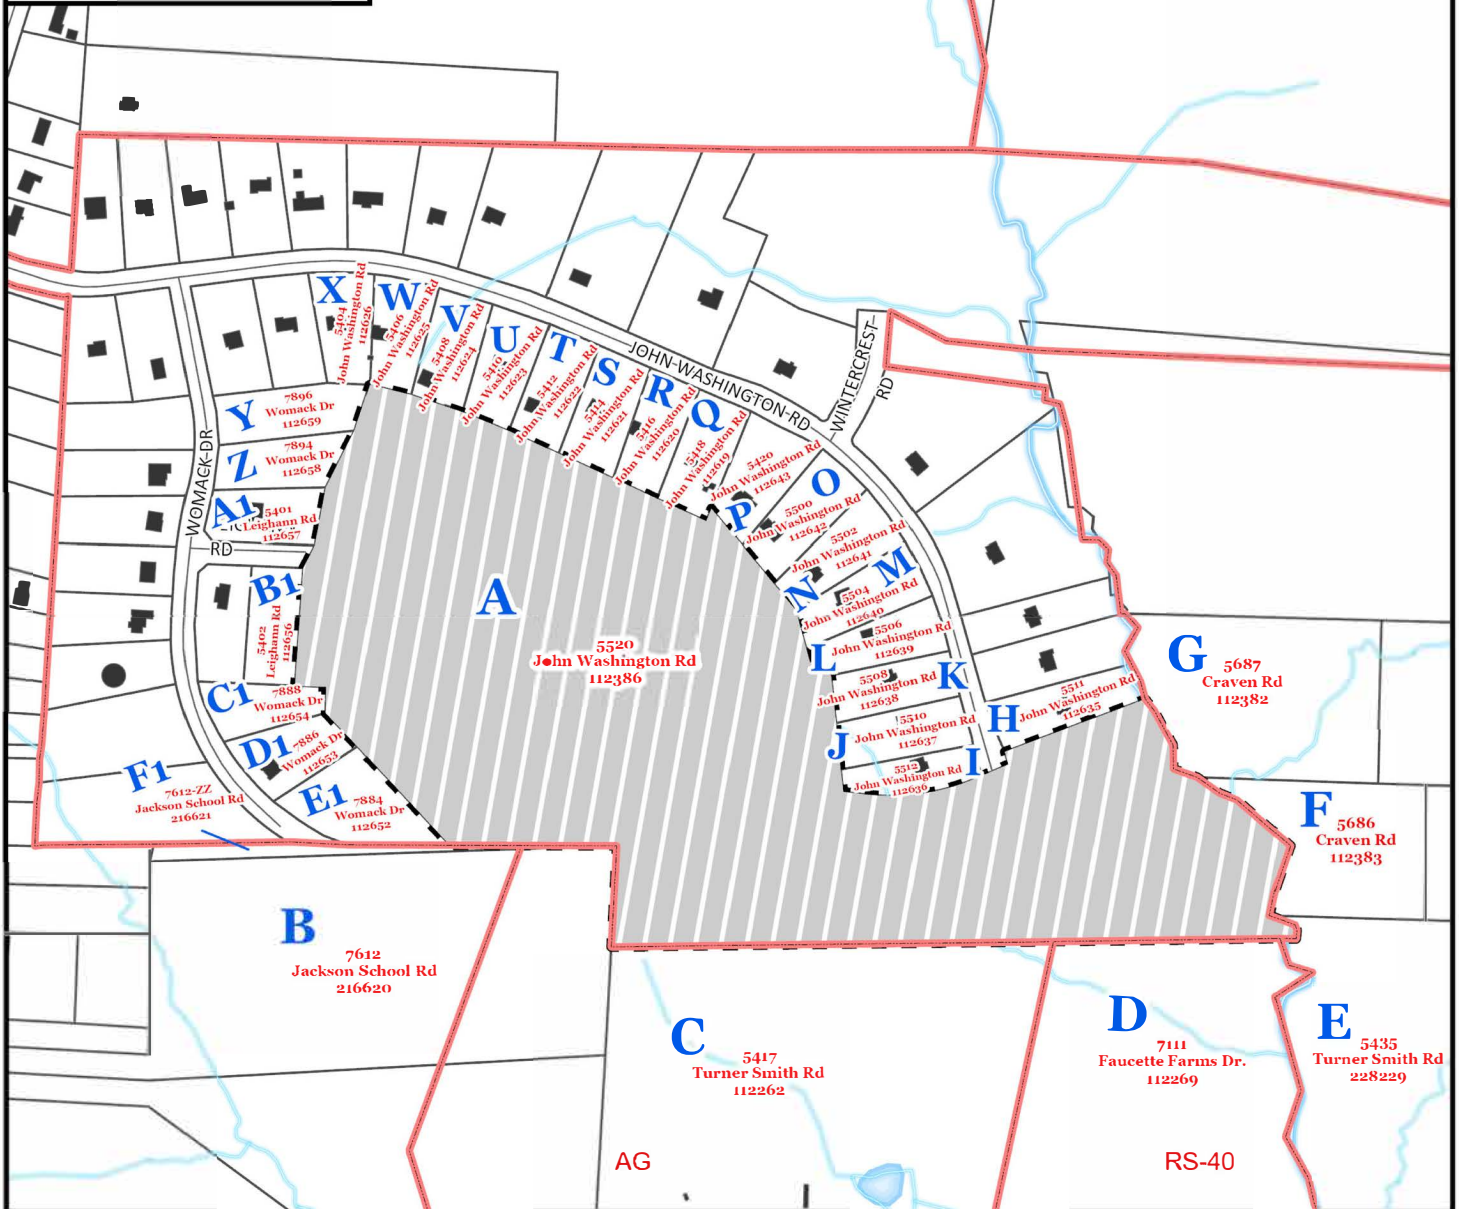 X
5404
John Washington Rd
112626
W
5406
John Washington Rd
112625
V
5408
John Washington Rd
112624
U
5410
John Washington Rd
112623
T
5412
John Washington Rd
112622
S
5414
John Washington Rd
112621
R
5416
John Washington Rd
112620
Q
5418
John Washington Rd
112619
JOHN-WASHINGTON-RD
WINTERCREST
RD
P
5420
John Washington Rd
112643
O
5500
John Washington Rd
112642
N
5502
John Washington Rd
112641
M
5504
John Washington Rd
112640
L
5506
John Washington Rd
112639
K
5508
John Washington Rd
112638
J
5510
John Washington Rd
112637
I
5512
John Washington Rd
112636
H
5511
John Washington Rd
112635
Y
7896
Womack Dr
112659
Z
7894
Womack Dr
112658
WOMACK-DR
A1
5401
Leighann Rd
112657
RD
B1
5402
Leighann Rd
112656
A
5520
John Washington Rd
112386
C1
7888
Womack Dr
112654
D1
7886
Womack Dr
112653
E1
7884
Womack Dr
112652
F1
7612-ZZ
Jackson School Rd
216621
G
5687
Craven Rd
112382
F
5686
Craven Rd
112383
B
7612
Jackson School Rd
216620
C
5417
Turner Smith Rd
112262
D
7111
Faucette Farms Dr.
112269
E
5435
Turner Smith Rd
228229
AG
RS-40